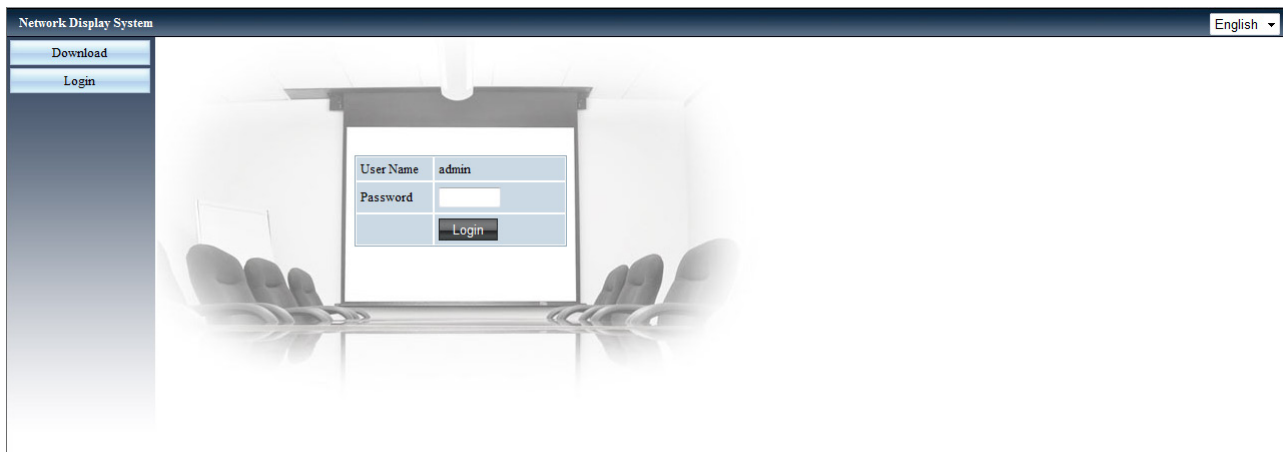 Network Display System
English
Download
Login
User Name admin
Password
Login